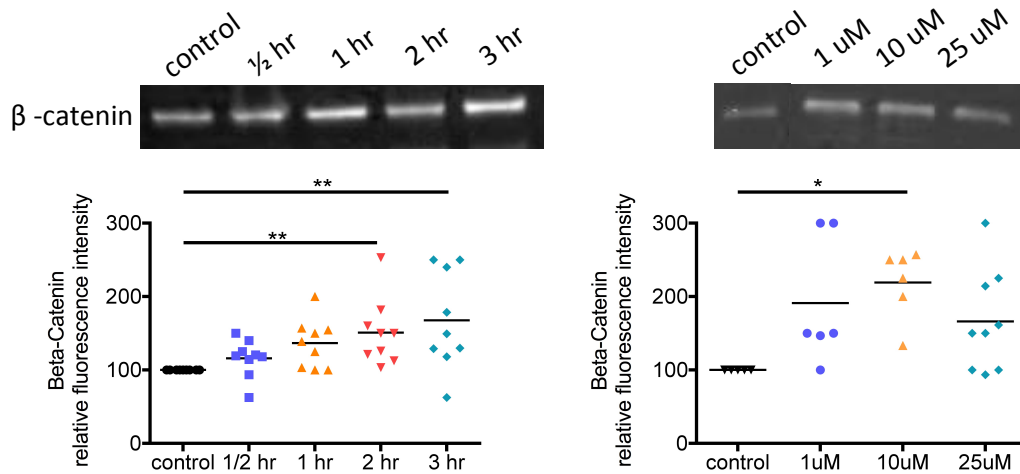 control ½ hr 1 hr 2 hr 3 hr
β -catenin
**
**
Beta-Catenin
relative fluorescence intensity
300
200
100
0
control 1/2 hr 1 hr 2 hr 3 hr
control 1 uM 10 uM 25 uM
*
Beta-Catenin
relative fluorescence intensity
300
200
100
0
control 1uM 10uM 25uM